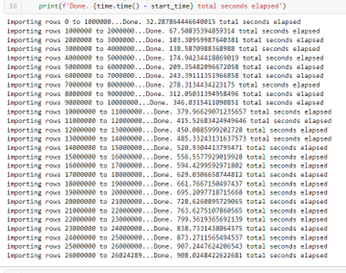 16 print(f'Done. {time.time() - start_time} total seconds elapsed')
importing rows 0 to 1000000...Done. 32.287864446640015 total seconds elapsed
importing rows 1000000 to 2000000...Done. 67.5083539485931 total seconds elapsed
importing rows 2000000 to 3000000...Done. 103.30959987640381 total seconds elapsed
importing rows 3000000 to 4000000...Done. 138.5870988368988 total seconds elapsed
importing rows 4000000 to 5000000...Done. 174.94234418869019 total seconds elapsed
importing rows 5000000 to 6000000...Done. 209.3548209667205 total seconds elapsed
importing rows 6000000 to 7000000...Done. 243.39111351966858 total seconds elapsed
importing rows 7000000 to 8000000...Done. 278.3134434223175 total seconds elapsed
importing rows 8000000 to 9000000...Done. 312.05031394958496 total seconds elapsed
importing rows 9000000 to 10000000...Done. 346.0315411090851 total seconds elapsed
importing rows 10000000 to 11000000...Done. 379.96629071235657 total seconds elapsed
importing rows 11000000 to 12000000...Done. 415.5268342494964 total seconds elapsed
importing rows 12000000 to 13000000...Done. 450.0885999202728 total seconds elapsed
importing rows 13000000 to 14000000...Done. 485.33243131637573 total seconds elapsed
importing rows 14000000 to 15000000...Done. 520.9304413795471 total seconds elapsed
importing rows 15000000 to 16000000...Done. 556.5577929019928 total seconds elapsed
importing rows 16000000 to 17000000...Done. 594.4299592971802 total seconds elapsed
importing rows 17000000 to 18000000...Done. 629.0306658744812 total seconds elapsed
importing rows 18000000 to 19000000...Done. 661.7667150497437 total seconds elapsed
importing rows 19000000 to 20000000...Done. 695.2097718715668 total seconds elapsed
importing rows 20000000 to 21000000...Done. 728.6260895729065 total seconds elapsed
importing rows 21000000 to 22000000...Done. 763.6275107860565 total seconds elapsed
importing rows 22000000 to 23000000...Done. 799.3619365692139 total seconds elapsed
importing rows 23000000 to 24000000...Done. 838.7331438064575 total seconds elapsed
importing rows 24000000 to 25000000...Done. 873.2711565494537 total seconds elapsed
importing rows 25000000 to 26000000...Done. 907.2447624206543 total seconds elapsed
importing rows 26000000 to 26024289...Done. 908.0248422622681 total seconds elapsed